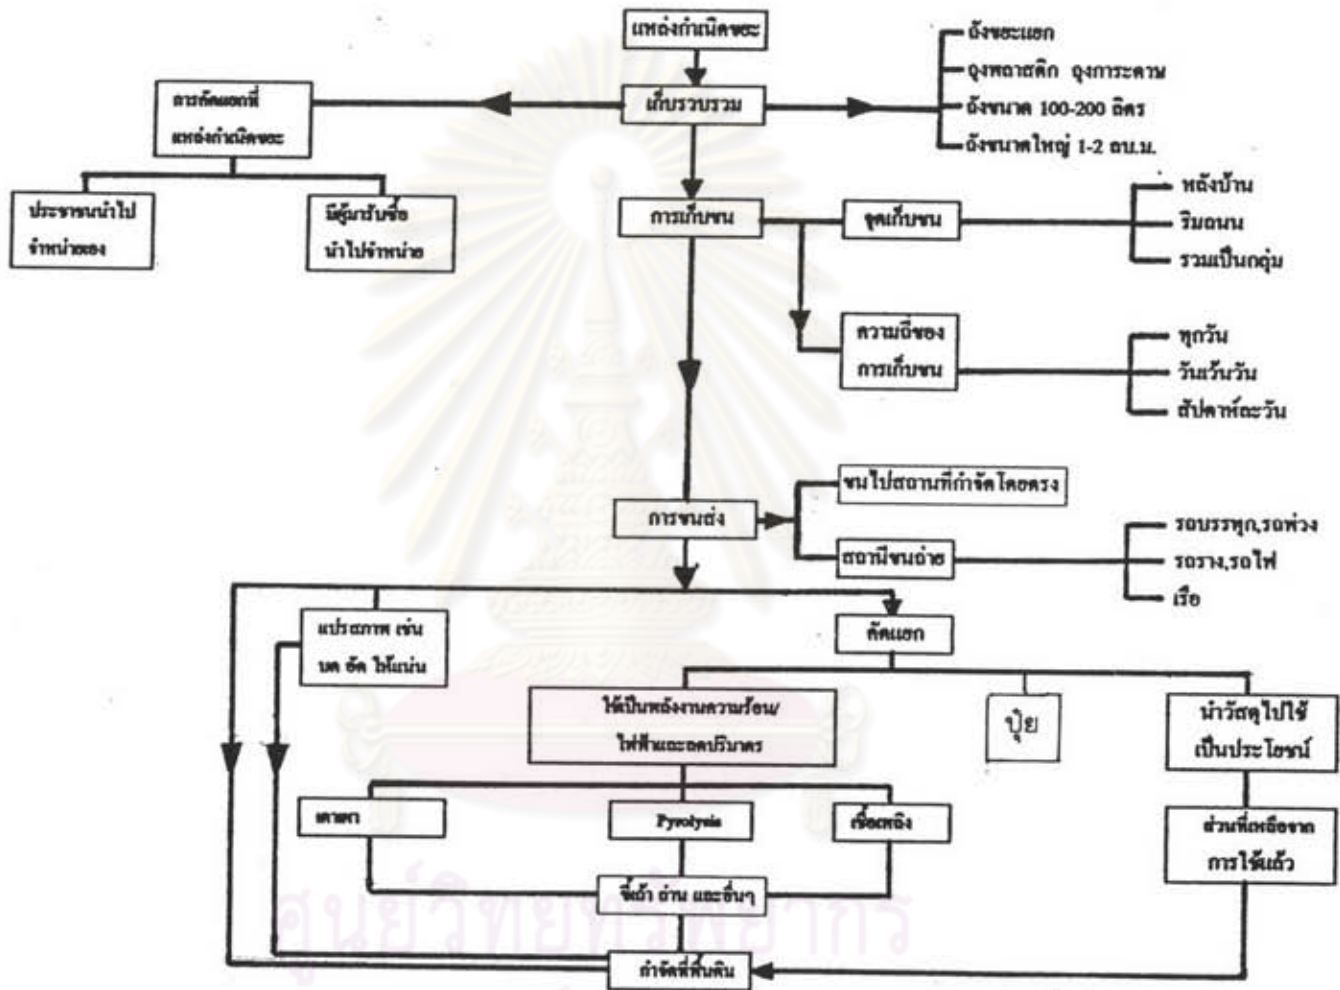 แหล่งกำเนิดขยะ
ถังขยะแยก
ถุงพลาสติก ถุงกระดาษ
ถังขนาด 100-200 ลิตร
ถังขนาดใหญ่ 1-2 ลบ.ม.
เก็บรวบรวม
การคัดแยกที่
แหล่งกำเนิดขยะ
ประชาชนนำไป
จำหน่ายเอง
มีผู้มารับซื้อ
นำไปจำหน่าย
การเก็บขน
จุดเก็บขน
หลังบ้าน
ริมถนน
รวมเป็นกลุ่ม
ความถี่ของ
การเก็บขน
ทุกวัน
วันเว้นวัน
สัปดาห์ละวัน
การขนส่ง
ขนไปสถานที่กำจัดโดยตรง
สถานีขนถ่าย
รถบรรทุก,รถพ่วง
รถราง,รถไฟ
เรือ
แปรสภาพ เช่น
บด อัด ให้แน่น
คัดแยก
ใช้เป็นพลังงานความร้อน/
ไฟฟ้าและลดปริมาตร
ปุ๋ย
นำวัสดุไปใช้
เป็นประโยชน์
เตาเผา
Pyrolysis
เชื้อเพลิง
ส่วนที่เหลือจาก
การใช้แล้ว
ขี้เถ้า ถ่าน และอื่นๆ
กำจัดที่พื้นดิน
ศูนย์วิทยทรัพยากร